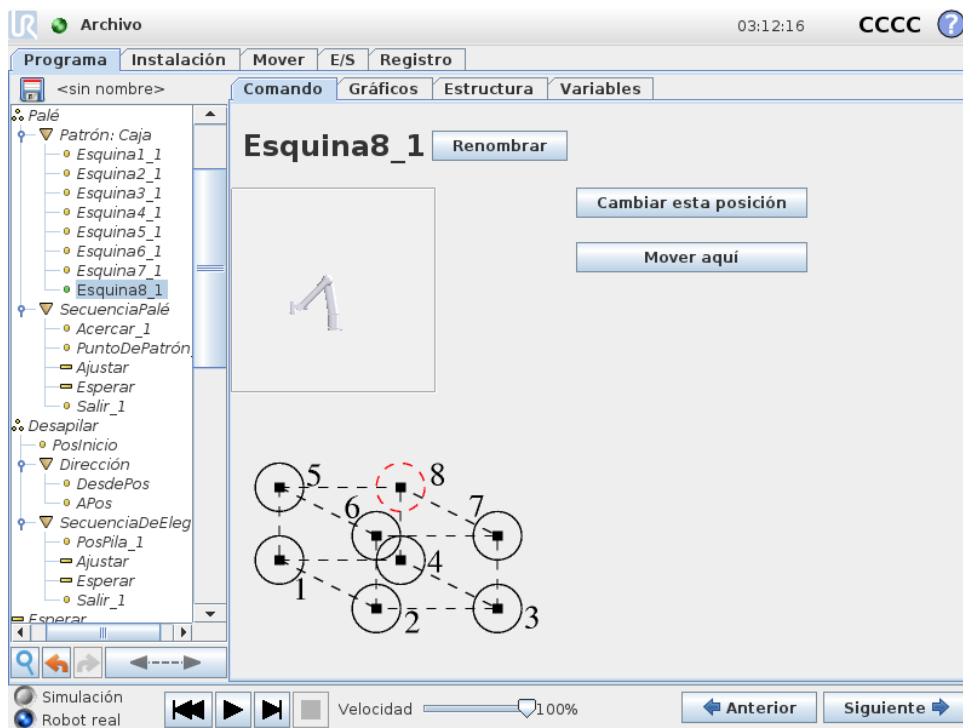 UR Archivo 03:12:16 CCCC ?
Programa Instalación Mover E/S Registro
<sin nombre> Comando Gráficos Estructura Variables
Palé
Patrón: Caja
Esquina1_1
Esquina2_1
Esquina3_1
Esquina4_1
Esquina5_1
Esquina6_1
Esquina7_1
Esquina8_1
SecuenciaPalé
Acercar_1
PuntoDePatrón_
Ajustar
Esperar
Salir_1
Desapilar
PosInicio
Dirección
DesdePos
APos
SecuenciaDeEleg
PosPila_1
Ajustar
Esperar
Salir_1
Esperar
Esquina8_1 Renombrar
Cambiar esta posición
Mover aquí
5 8
6 7
1 4
2 3
Simulación
Robot real
Velocidad 100%
Anterior Siguiente